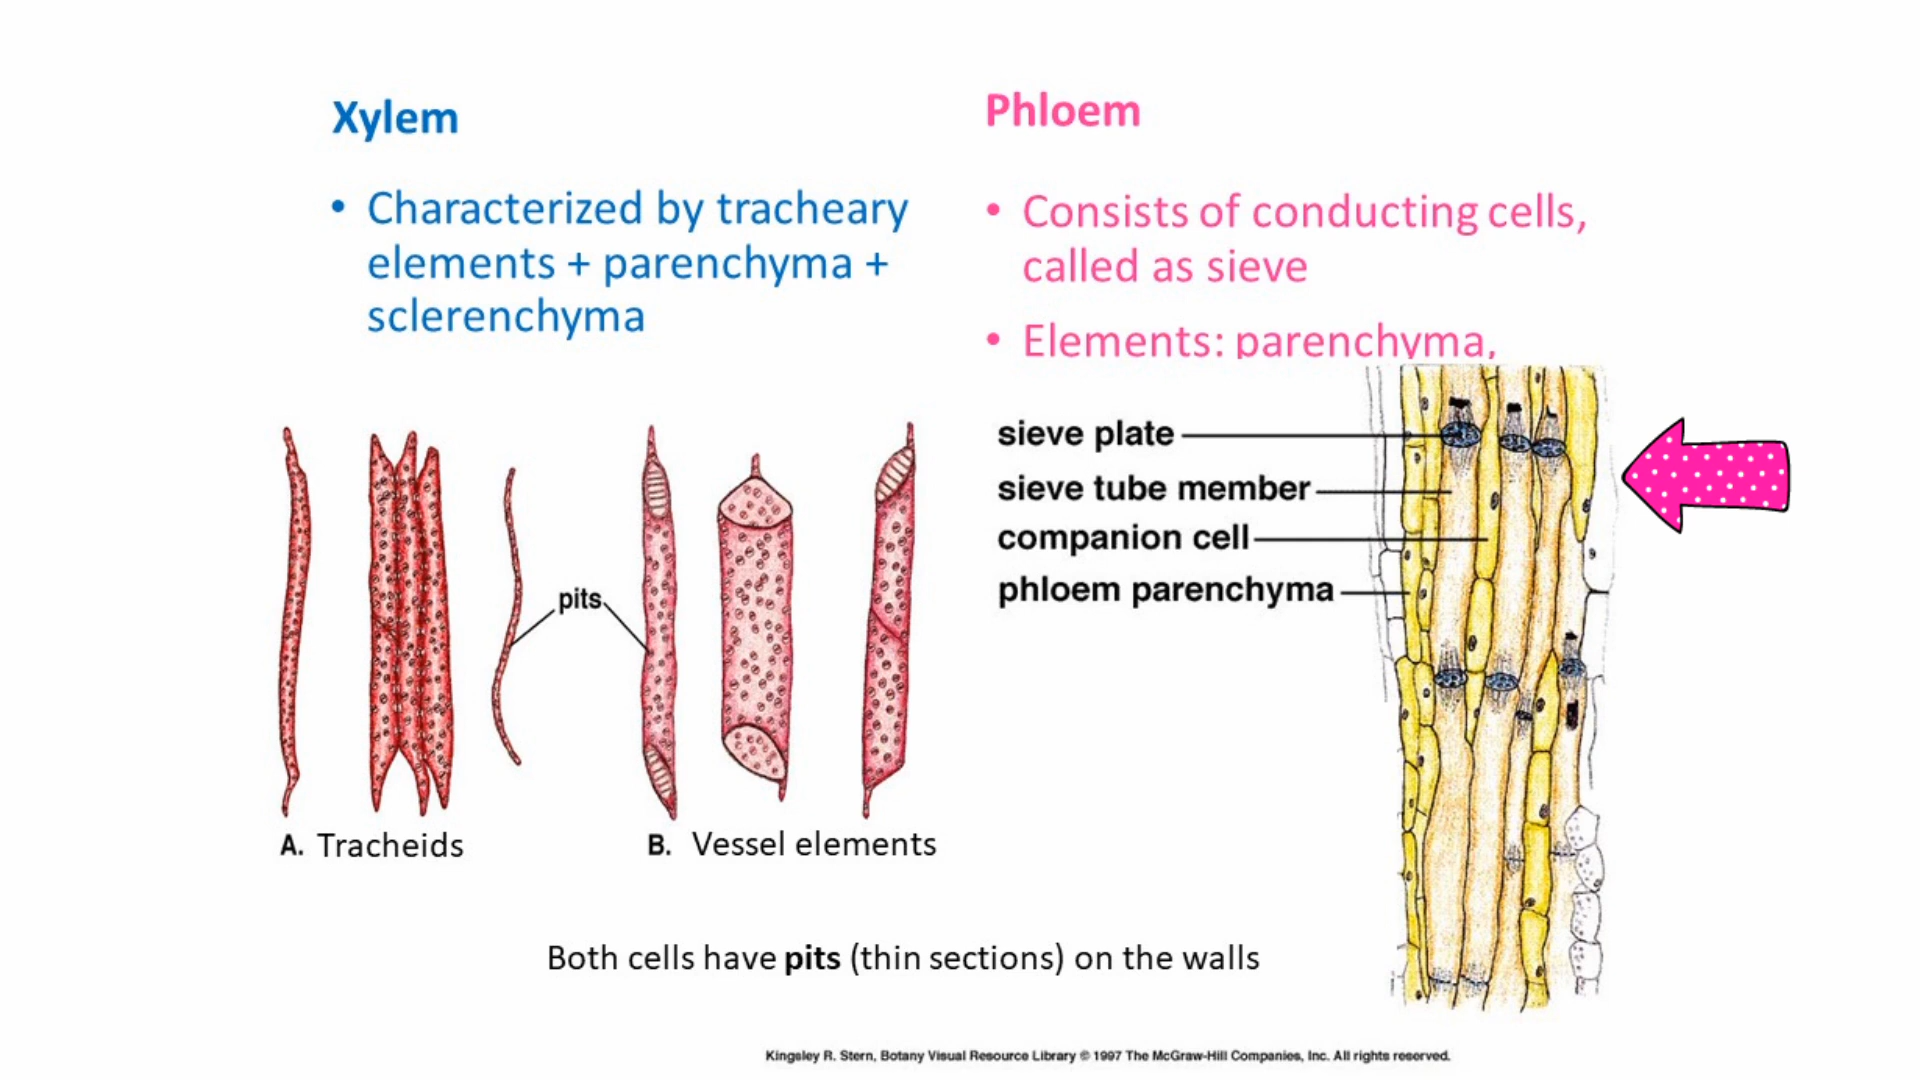 Xylem
• Characterized by tracheary
elements + parenchyma +
sclerenchyma
Phloem
• Consists of conducting cells,
called as sieve
• Elements: parenchyma,
sieve plate
sieve tube member
companion cell
phloem parenchyma
pits
A. Tracheids
B. Vessel elements
Both cells have pits (thin sections) on the walls
Kingsley R. Stern, Botany Visual Resource Library © 1997 The McGraw-Hill Companies, Inc. All rights reserved.